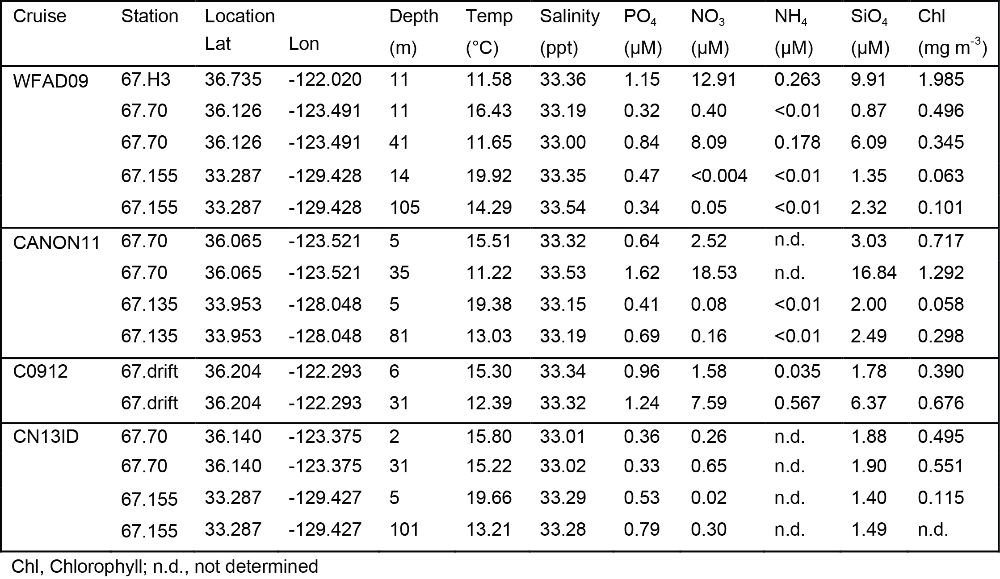 Cruise Station Location Depth Temp Salinity PO4 NO3 NH4 SiO4 Chl
Lat Lon (m) (°C) (ppt) (µM) (µM) (µM) (µM) (mg m-3)
WFAD09 67.H3 36.735 -122.020 11 11.58 33.36 1.15 12.91 0.263 9.91 1.985
67.70 36.126 -123.491 11 16.43 33.19 0.32 0.40 <0.01 0.87 0.496
67.70 36.126 -123.491 41 11.65 33.00 0.84 8.09 0.178 6.09 0.345
67.155 33.287 -129.428 14 19.92 33.35 0.47 <0.004 <0.01 1.35 0.063
67.155 33.287 -129.428 105 14.29 33.54 0.34 0.05 <0.01 2.32 0.101
CANON11 67.70 36.065 -123.521 5 15.51 33.32 0.64 2.52 n.d. 3.03 0.717
67.70 36.065 -123.521 35 11.22 33.53 1.62 18.53 n.d. 16.84 1.292
67.135 33.953 -128.048 5 19.38 33.15 0.41 0.08 <0.01 2.00 0.058
67.135 33.953 -128.048 81 13.03 33.19 0.69 0.16 <0.01 2.49 0.298
C0912 67.drift 36.204 -122.293 6 15.30 33.34 0.96 1.58 0.035 1.78 0.390
67.drift 36.204 -122.293 31 12.39 33.32 1.24 7.59 0.567 6.37 0.676
CN13ID 67.70 36.140 -123.375 2 15.80 33.01 0.36 0.26 n.d. 1.88 0.495
67.70 36.140 -123.375 31 15.22 33.02 0.33 0.65 n.d. 1.90 0.551
67.155 33.287 -129.427 5 19.66 33.29 0.53 0.02 n.d. 1.40 0.115
67.155 33.287 -129.427 101 13.21 33.28 0.79 0.30 n.d. 1.49 n.d.
Chl, Chlorophyll; n.d., not determined